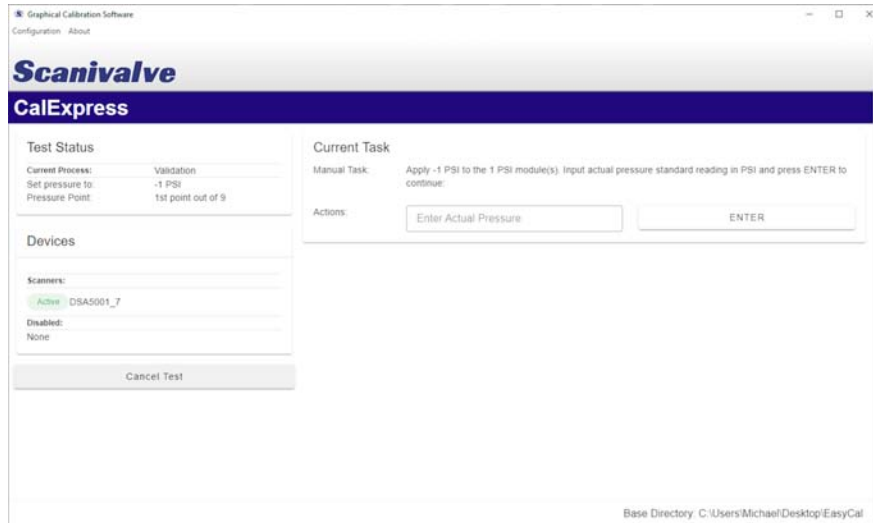 Graphical Calibration Software
Configuration About
Scanivalve
CalExpress
Test Status
Current Process: Validation
Set pressure to: -1 PSI
Pressure Point: 1st point out of 9
Devices
Scanners:
Active DSA5001_7
Disabled:
None
Cancel Test
Current Task
Manual Task: Apply -1 PSI to the 1 PSI module(s). Input actual pressure standard reading in PSI and press ENTER to
continue:
Actions: Enter Actual Pressure ENTER
Base Directory: C:\Users\Michael\Desktop\EasyCal